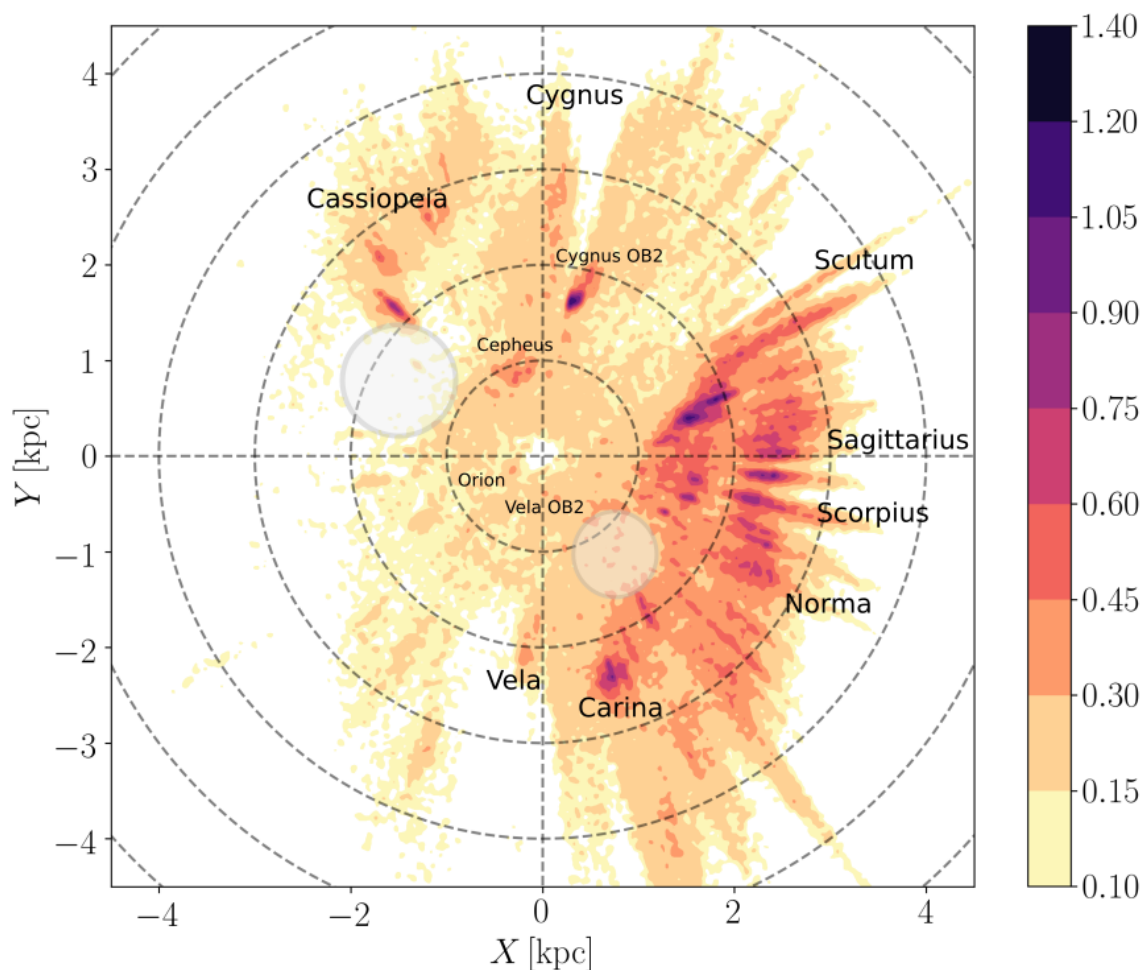 Cygnus
Cassiopeia
Cygnus OB2
Scutum
Cepheus
Sagittarius
Orion
Vela OB2
Scorpius
Norma
Vela
Carina
4
3
2
1
0
−1
−2
−3
−4
Y [kpc]
−4
−2
0
2
4
X [kpc]
1.40
1.20
1.05
0.90
0.75
0.60
0.45
0.30
0.15
0.10